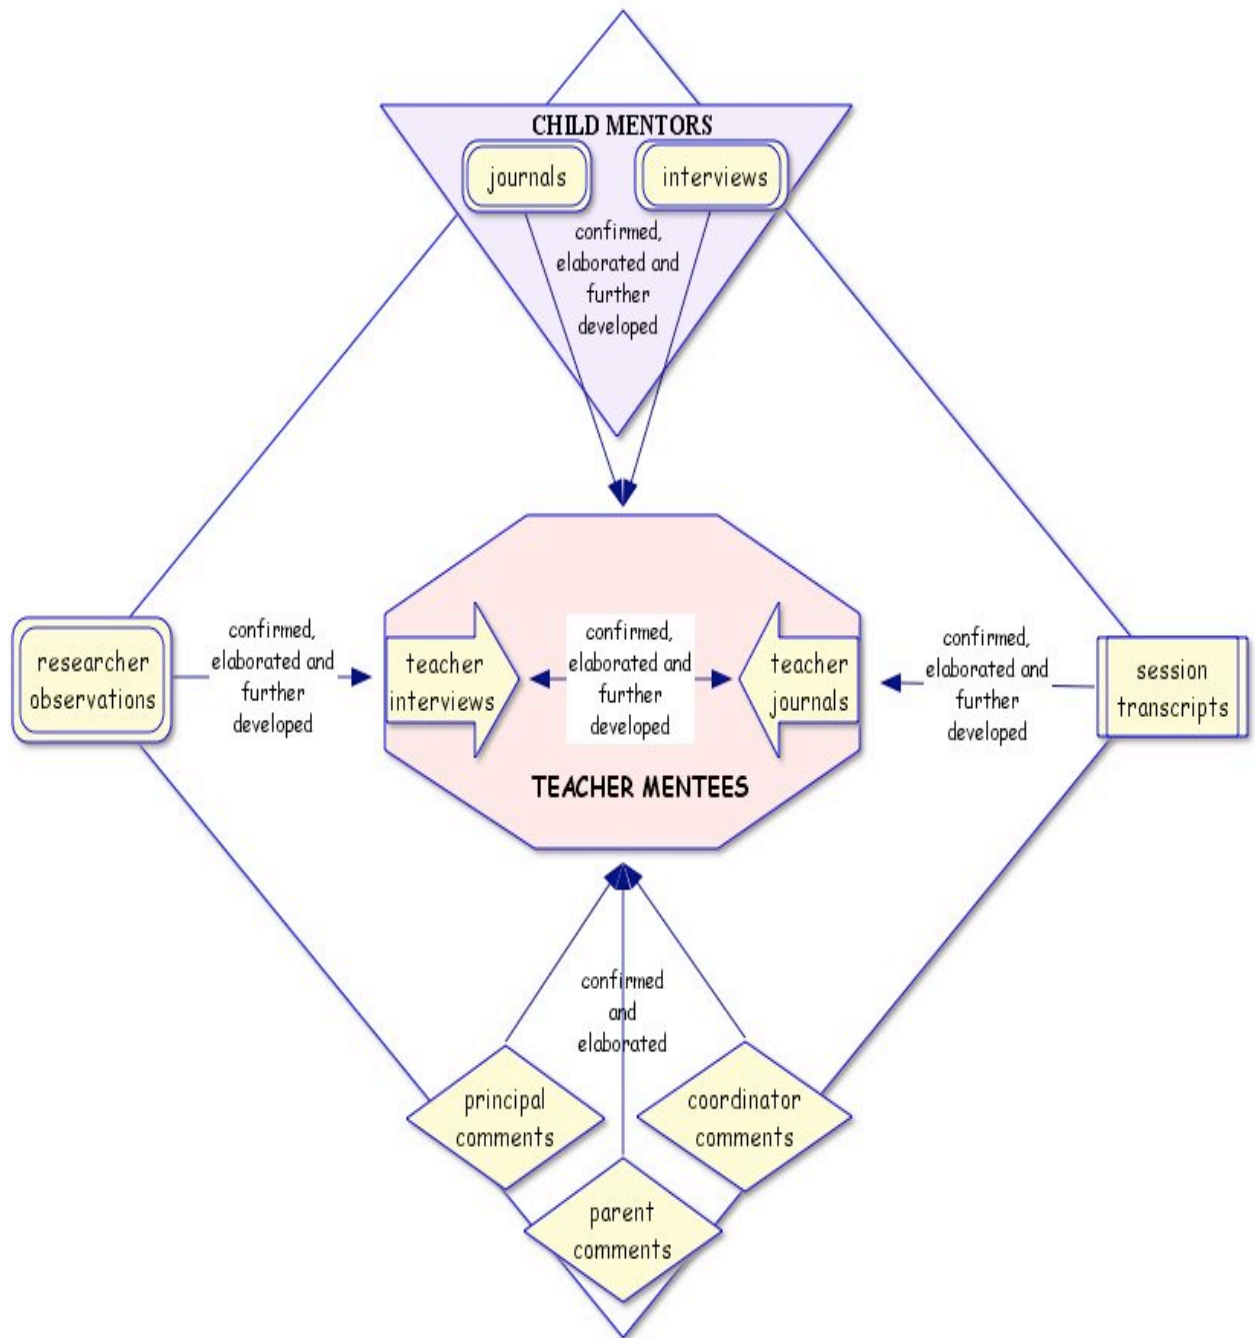 CHILD MENTORS
journals
interviews
confirmed,
elaborated and
further
developed
researcher
observations
confirmed,
elaborated and
further
developed
teacher
interviews
confirmed,
elaborated and
further
developed
teacher
journals
confirmed,
elaborated and
further
developed
session
transcripts
TEACHER MENTEES
confirmed
and
elaborated
principal
comments
coordinator
comments
parent
comments